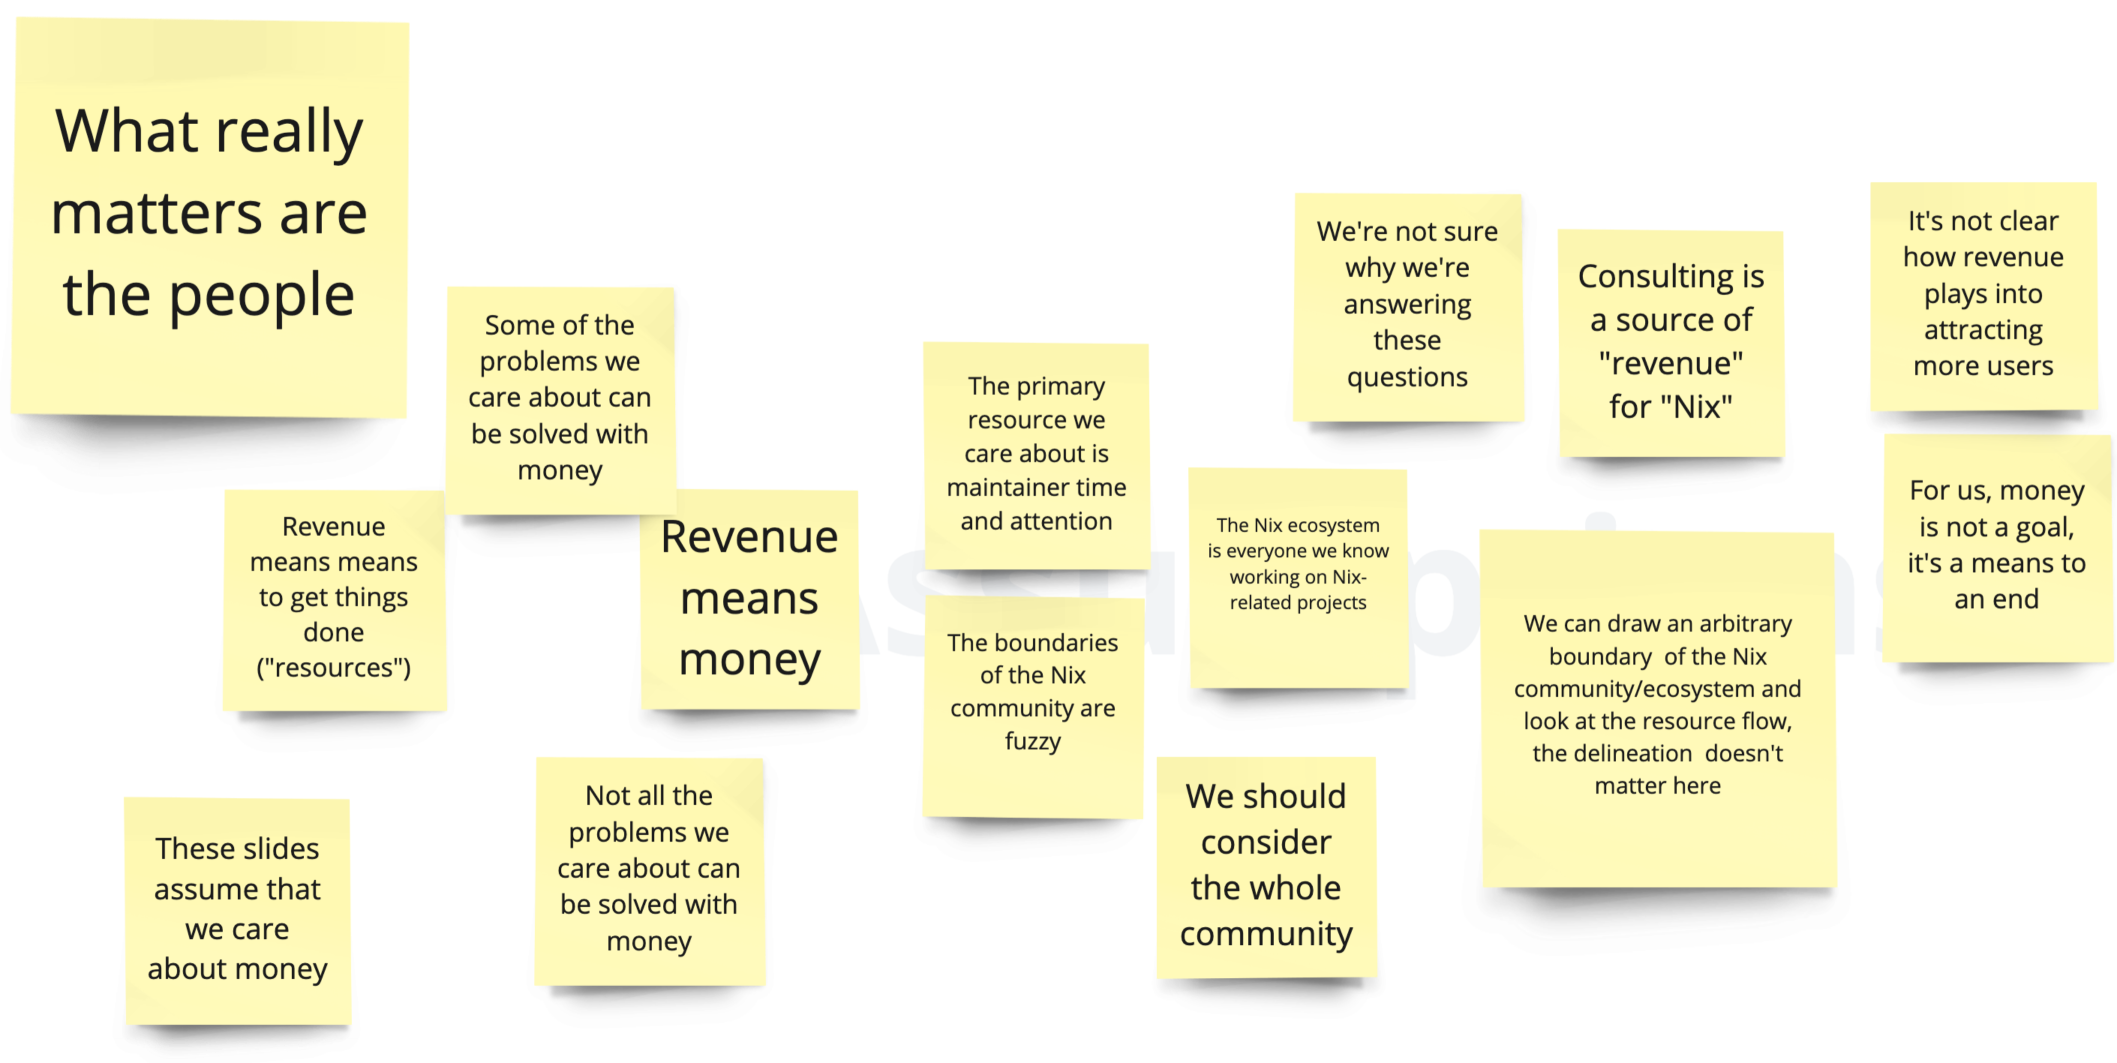 What really
matters are
the people
Some of the
problems we
care about can
be solved with
money
Revenue
means means
to get things
done
("resources")
Revenue
means
money
These slides
assume that
we care
about money
Not all the
problems we
care about can
be solved with
money
The primary
resource we
care about is
maintainer time
and attention
The boundaries
of the Nix
community are
fuzzy
We're not sure
why we're
answering
these
questions
The Nix ecosystem
is everyone we know
working on Nix-
related projects
We should
consider
the whole
community
Consulting is
a source of
"revenue"
for "Nix"
We can draw an arbitrary
boundary of the Nix
community/ecosystem and
look at the resource flow,
the delineation doesn't
matter here
It's not clear
how revenue
plays into
attracting
more users
For us, money
is not a goal,
it's a means to
an end